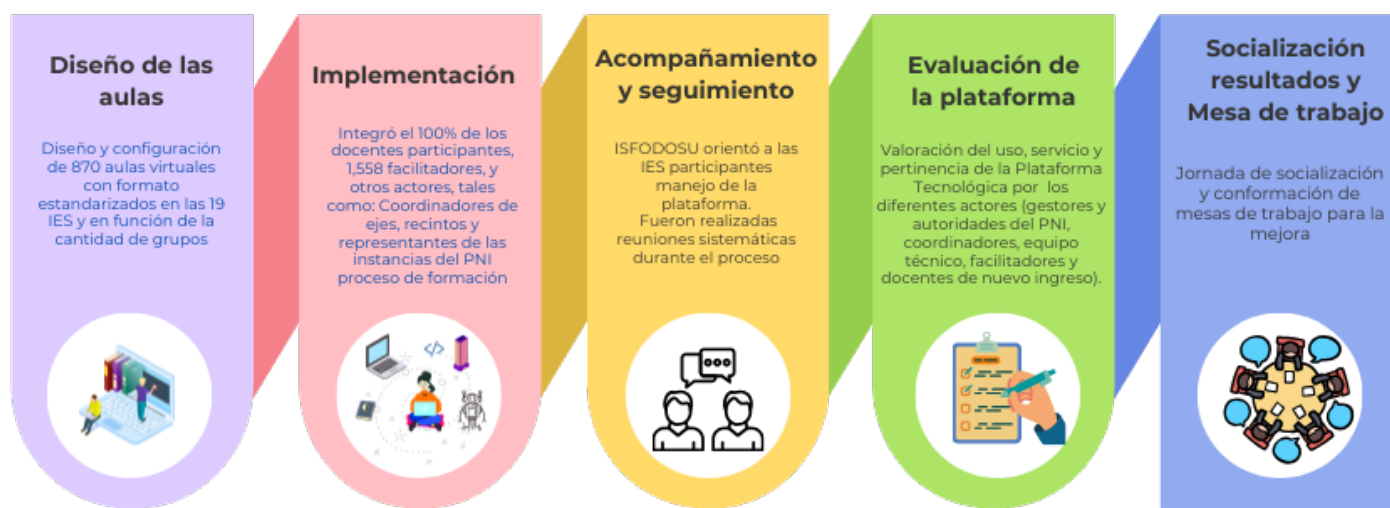 Diseño de las
aulas
Diseño y configuración
de 870 aulas virtuales
con formato
estandarizados en las 19
IES y en función de la
cantidad de grupos
Implementación
Integró el 100% de los
docentes participantes,
1,558 facilitadores, y
otros actores, tales
como: Coordinadores de
ejes, recintos y
representantes de las
instancias del PNI
proceso de formación
Acompañamiento
y seguimiento
ISFODOSU orientó a las
IES participantes
manejo de la
plataforma.
Fueron realizadas
reuniones sistemáticas
durante el proceso
Evaluación de
la plataforma
Valoración del uso, servicio y
pertinencia de la Plataforma
Tecnológica por los
diferentes actores (gestores y
autoridades del PNI,
coordinadores, equipo
técnico, facilitadores y
docentes de nuevo ingreso).
Socialización
resultados y
Mesa de trabajo
Jornada de socialización
y conformación de
mesas de trabajo para la
mejora